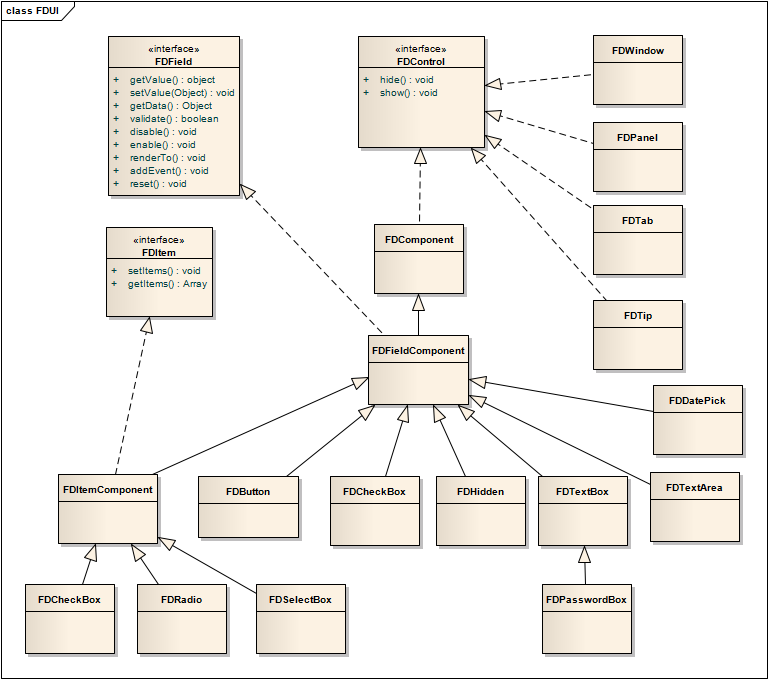 class FDUI
«interface»
FDField
+ getValue() : object
+ setValue(Object) : void
+ getData() : Object
+ validate() : boolean
+ disable() : void
+ enable() : void
+ renderTo() : void
+ addEvent() : void
+ reset() : void
«interface»
FDControl
+ hide() : void
+ show() : void
FDWindow
FDPanel
FDTab
FDTip
«interface»
FDItem
+ setItems() : void
+ getItems() : Array
FDComponent
FDFieldComponent
FDDatePick
FDTextArea
FDItemComponent
FDButton
FDCheckBox
FDHidden
FDTextBox
FDCheckBox
FDRadio
FDSelectBox
FDPasswordBox